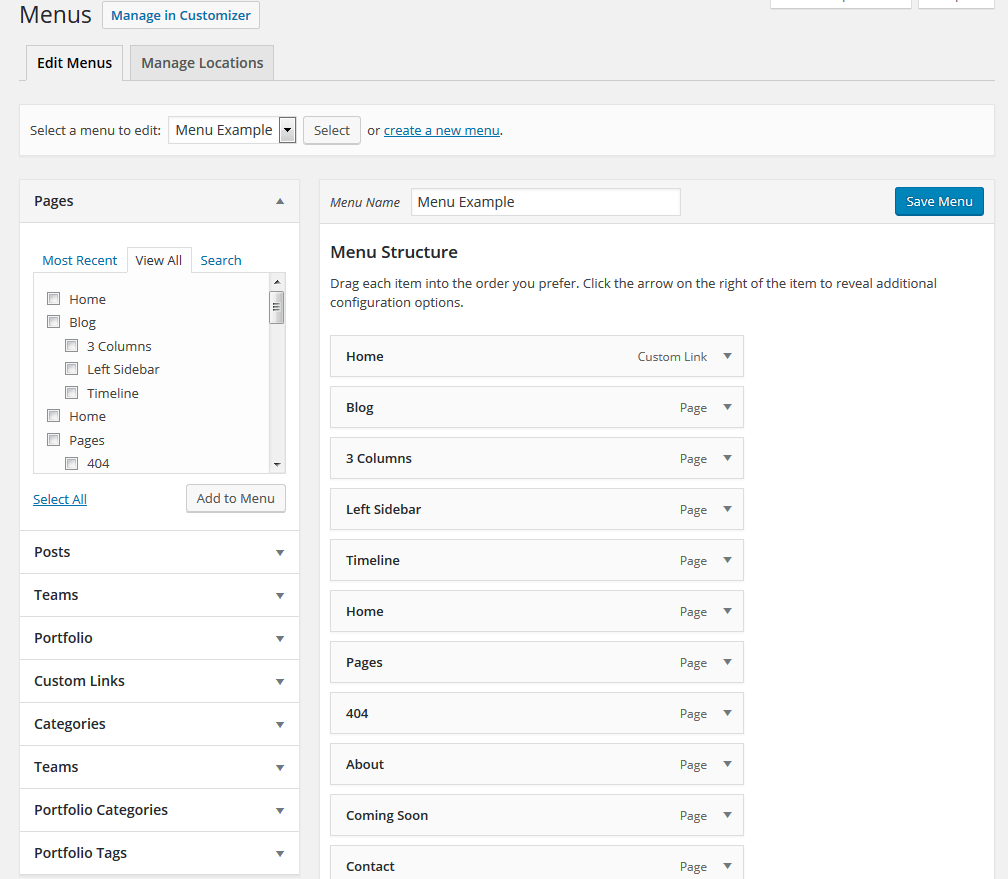 Menus Manage in Customizer
Edit Menus Manage Locations
Select a menu to edit: Menu Example Select or create a new menu.
Pages
Most Recent View All Search
Home
Blog
3 Columns
Left Sidebar
Timeline
Home
Pages
404
Select All Add to Menu
Posts
Teams
Portfolio
Custom Links
Categories
Teams
Portfolio Categories
Portfolio Tags
Menu Name Menu Example Save Menu
Menu Structure
Drag each item into the order you prefer. Click the arrow on the right of the item to reveal additional
configuration options.
Home Custom Link
Blog Page
3 Columns Page
Left Sidebar Page
Timeline Page
Home Page
Pages Page
404 Page
About Page
Coming Soon Page
Contact Page